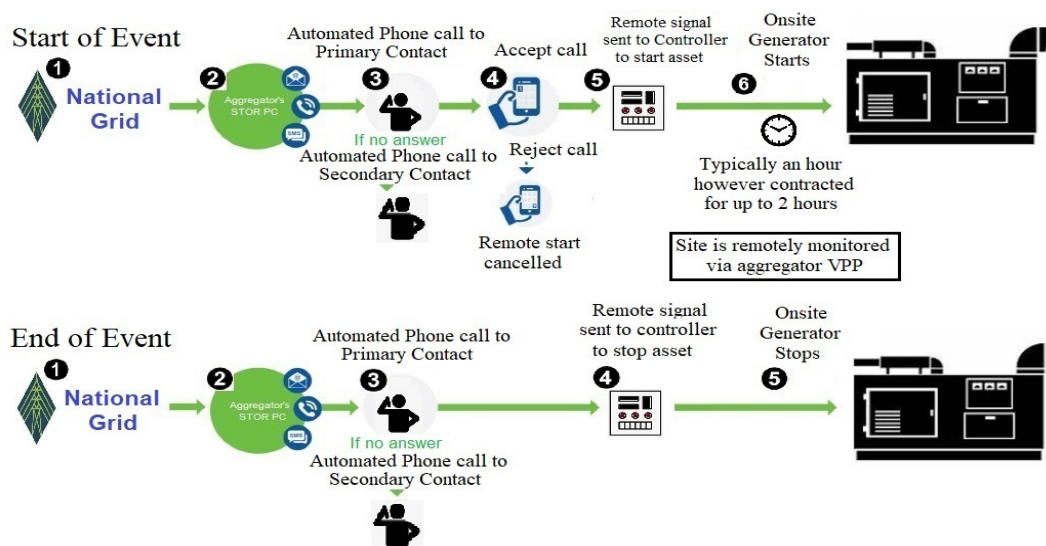 Start of Event
1
National
Grid
2
Aggregator's
STOR PC
SMS
Automated Phone call to
Primary Contact
3
If no answer
Automated Phone call to
Secondary Contact
Accept call
4
Reject call
Remote start
cancelled
Remote signal
sent to Controller
to start asset
5
6
Onsite
Generator
Starts
Typically an hour
however contracted
for up to 2 hours
Site is remotely monitored
via aggregator VPP
End of Event
1
National
Grid
2
Aggregator's
STOR PC
SMS
Automated Phone call to
Primary Contact
3
If no answer
Automated Phone call to
Secondary Contact
Remote signal
sent to controller
to stop asset
4
Onsite
Generator
Stops
5